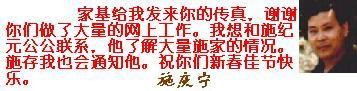 家基给我发来你的传真，谢谢
你们做了大量的网上工作。我想和施纪
元公公联系，他了解大量施家的情况。
施存我也会通知他。祝你们新春佳节快
乐。
施庆宁